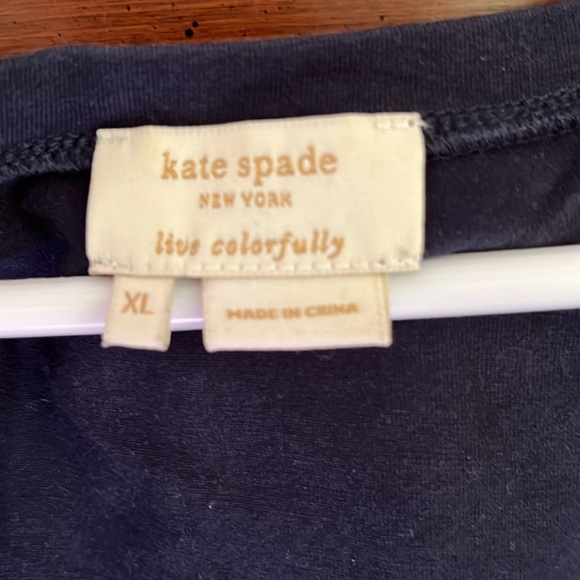 kate spade
NEW YORK
live colorfully
XL
MADE IN CHINA